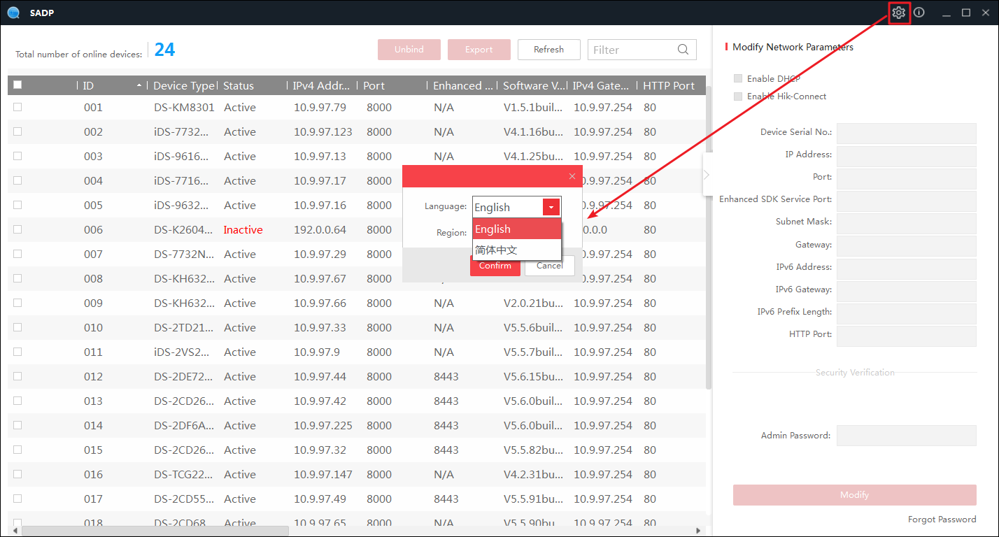 SADP
Total number of online devices: 24
Unbind Export Refresh Filter
ID Device Type Status IPv4 Addr... Port Enhanced ... Software V... IPv4 Gate... HTTP Port
001 DS-KM8301 Active 10.9.97.79 8000 N/A V1.5.1buil... 10.9.97.254 80
002 iDS-7732... Active 10.9.97.123 8000 N/A V4.1.16bu... 10.9.97.254 80
003 iDS-9616... Active 10.9.97.13 8000 N/A V4.1.25bu... 10.9.97.254 80
004 iDS-7716... Active 10.9.97.17 8000 .9.97.254 80
005 iDS-9632... Active 10.9.97.16 8000 .9.97.254 80
006 DS-K2604... Inactive 192.0.0.64 8000 .0.0.0 80
007 DS-7732N... Active 10.9.97.29 8000 .9.97.254 80
008 DS-KH632... Active 10.9.97.67 8000 .9.97.254 80
009 DS-KH632... Active 10.9.97.66 8000 N/A V2.0.21bu... 10.9.97.254 80
010 DS-2TD21... Active 10.9.97.33 8000 N/A V5.5.6buil... 10.9.97.254 80
011 iDS-2VS2... Active 10.9.97.9 8000 N/A V5.5.7buil... 10.9.97.254 80
012 DS-2DE72... Active 10.9.97.44 8000 8443 V5.6.15bu... 10.9.97.254 80
013 DS-2CD26... Active 10.9.97.42 8000 8443 V5.6.0buil... 10.9.97.254 80
014 DS-2DF6A... Active 10.9.97.225 8000 8443 V5.6.0buil... 10.9.97.254 80
015 DS-2CD26... Active 10.9.97.32 8000 8443 V5.5.82bu... 10.9.97.254 80
016 DS-TCG22... Active 10.9.97.147 8000 N/A V4.2.31bu... 10.9.97.254 80
017 DS-2CD55... Active 10.9.97.49 8000 8443 V5.5.91bu... 10.9.97.254 80
018 DS-2CD68... Active 10.9.97.65 8000 N/A V5.5.90bu... 10.9.97.254 80
Language: English
English
Region:
简体中文
Confirm Cancel
Modify Network Parameters
Enable DHCP
Enable Hik-Connect
Device Serial No.:
IP Address:
Port:
Enhanced SDK Service Port:
Subnet Mask:
Gateway:
IPv6 Address:
IPv6 Gateway:
IPv6 Prefix Length:
HTTP Port:
Security Verification
Admin Password:
Modify
Forgot Password